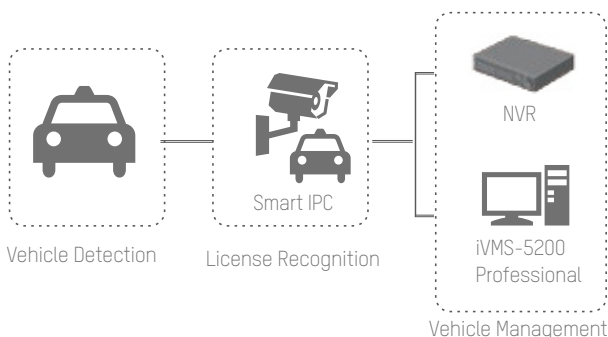 NVR
Smart IPC
iVMS-5200
Professional
Vehicle Detection
License Recognition
Vehicle Management